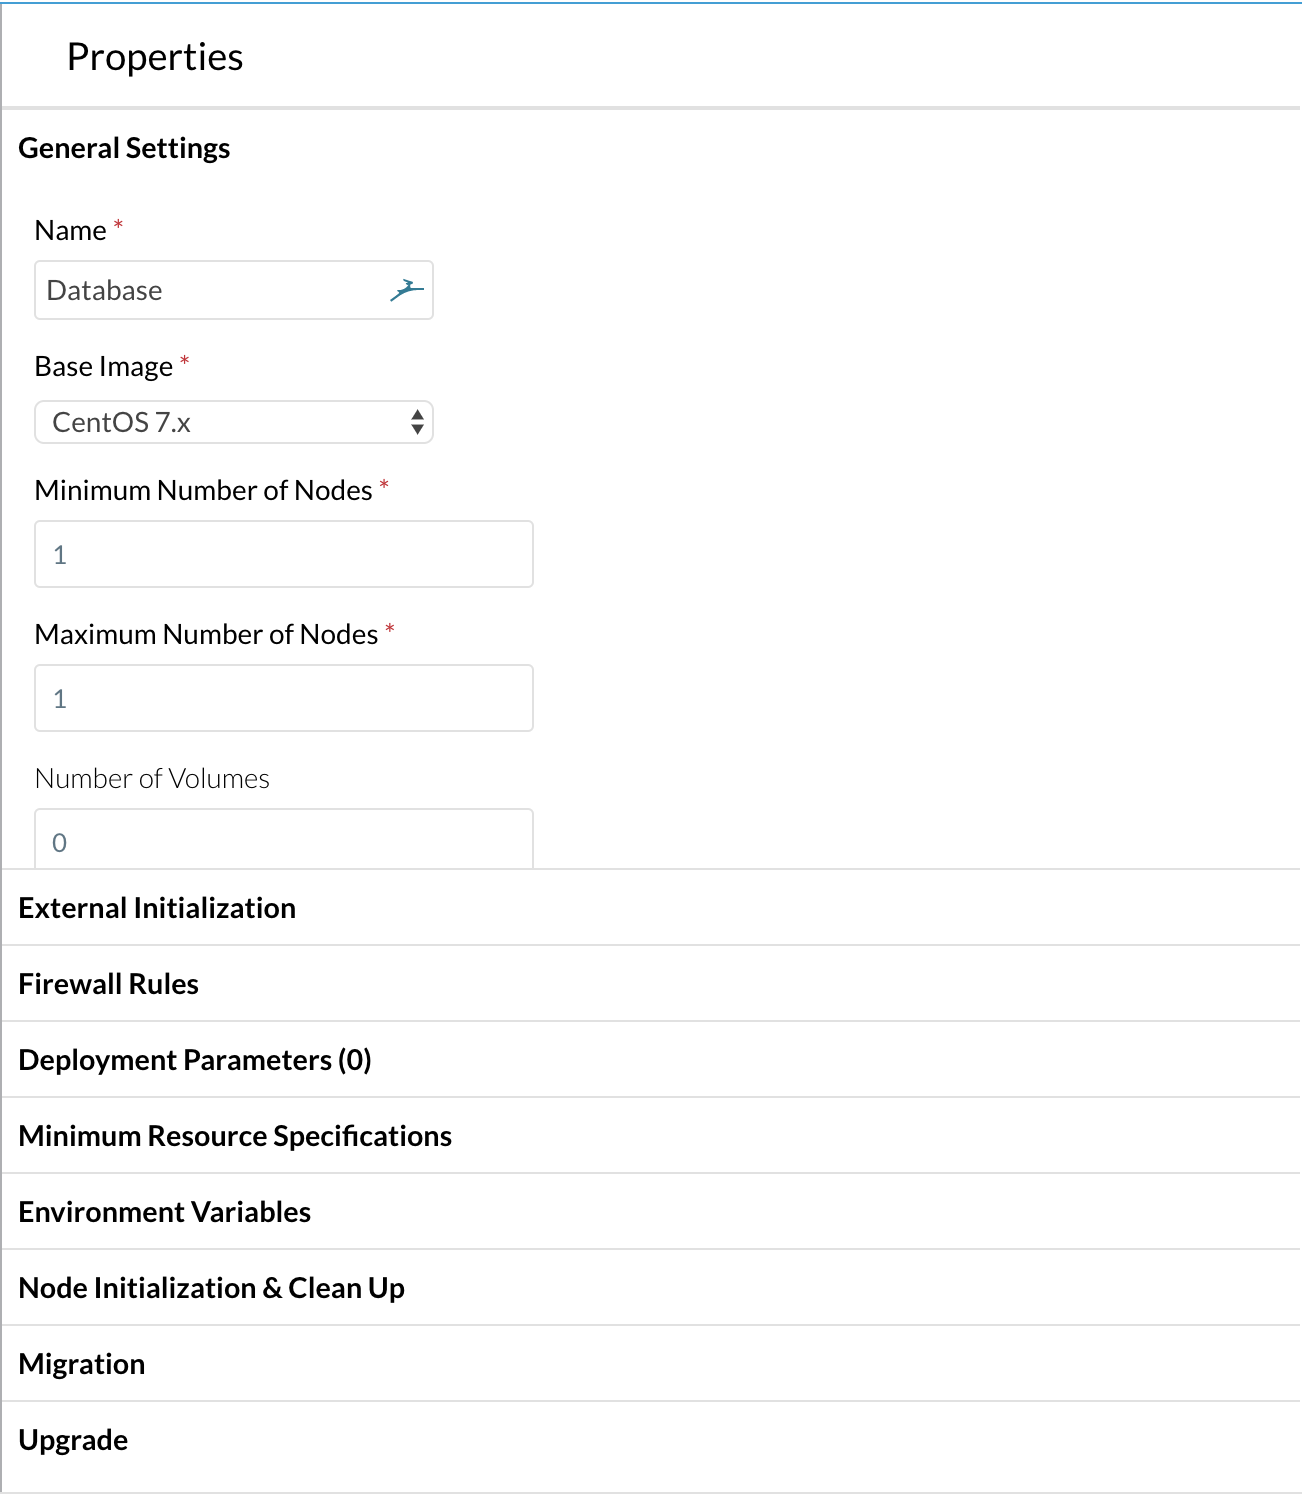 Properties
General Settings
Name *
Database
Base Image *
CentOS 7.x
Minimum Number of Nodes *
1
Maximum Number of Nodes *
1
Number of Volumes
0
External Initialization
Firewall Rules
Deployment Parameters (0)
Minimum Resource Specifications
Environment Variables
Node Initialization & Clean Up
Migration
Upgrade